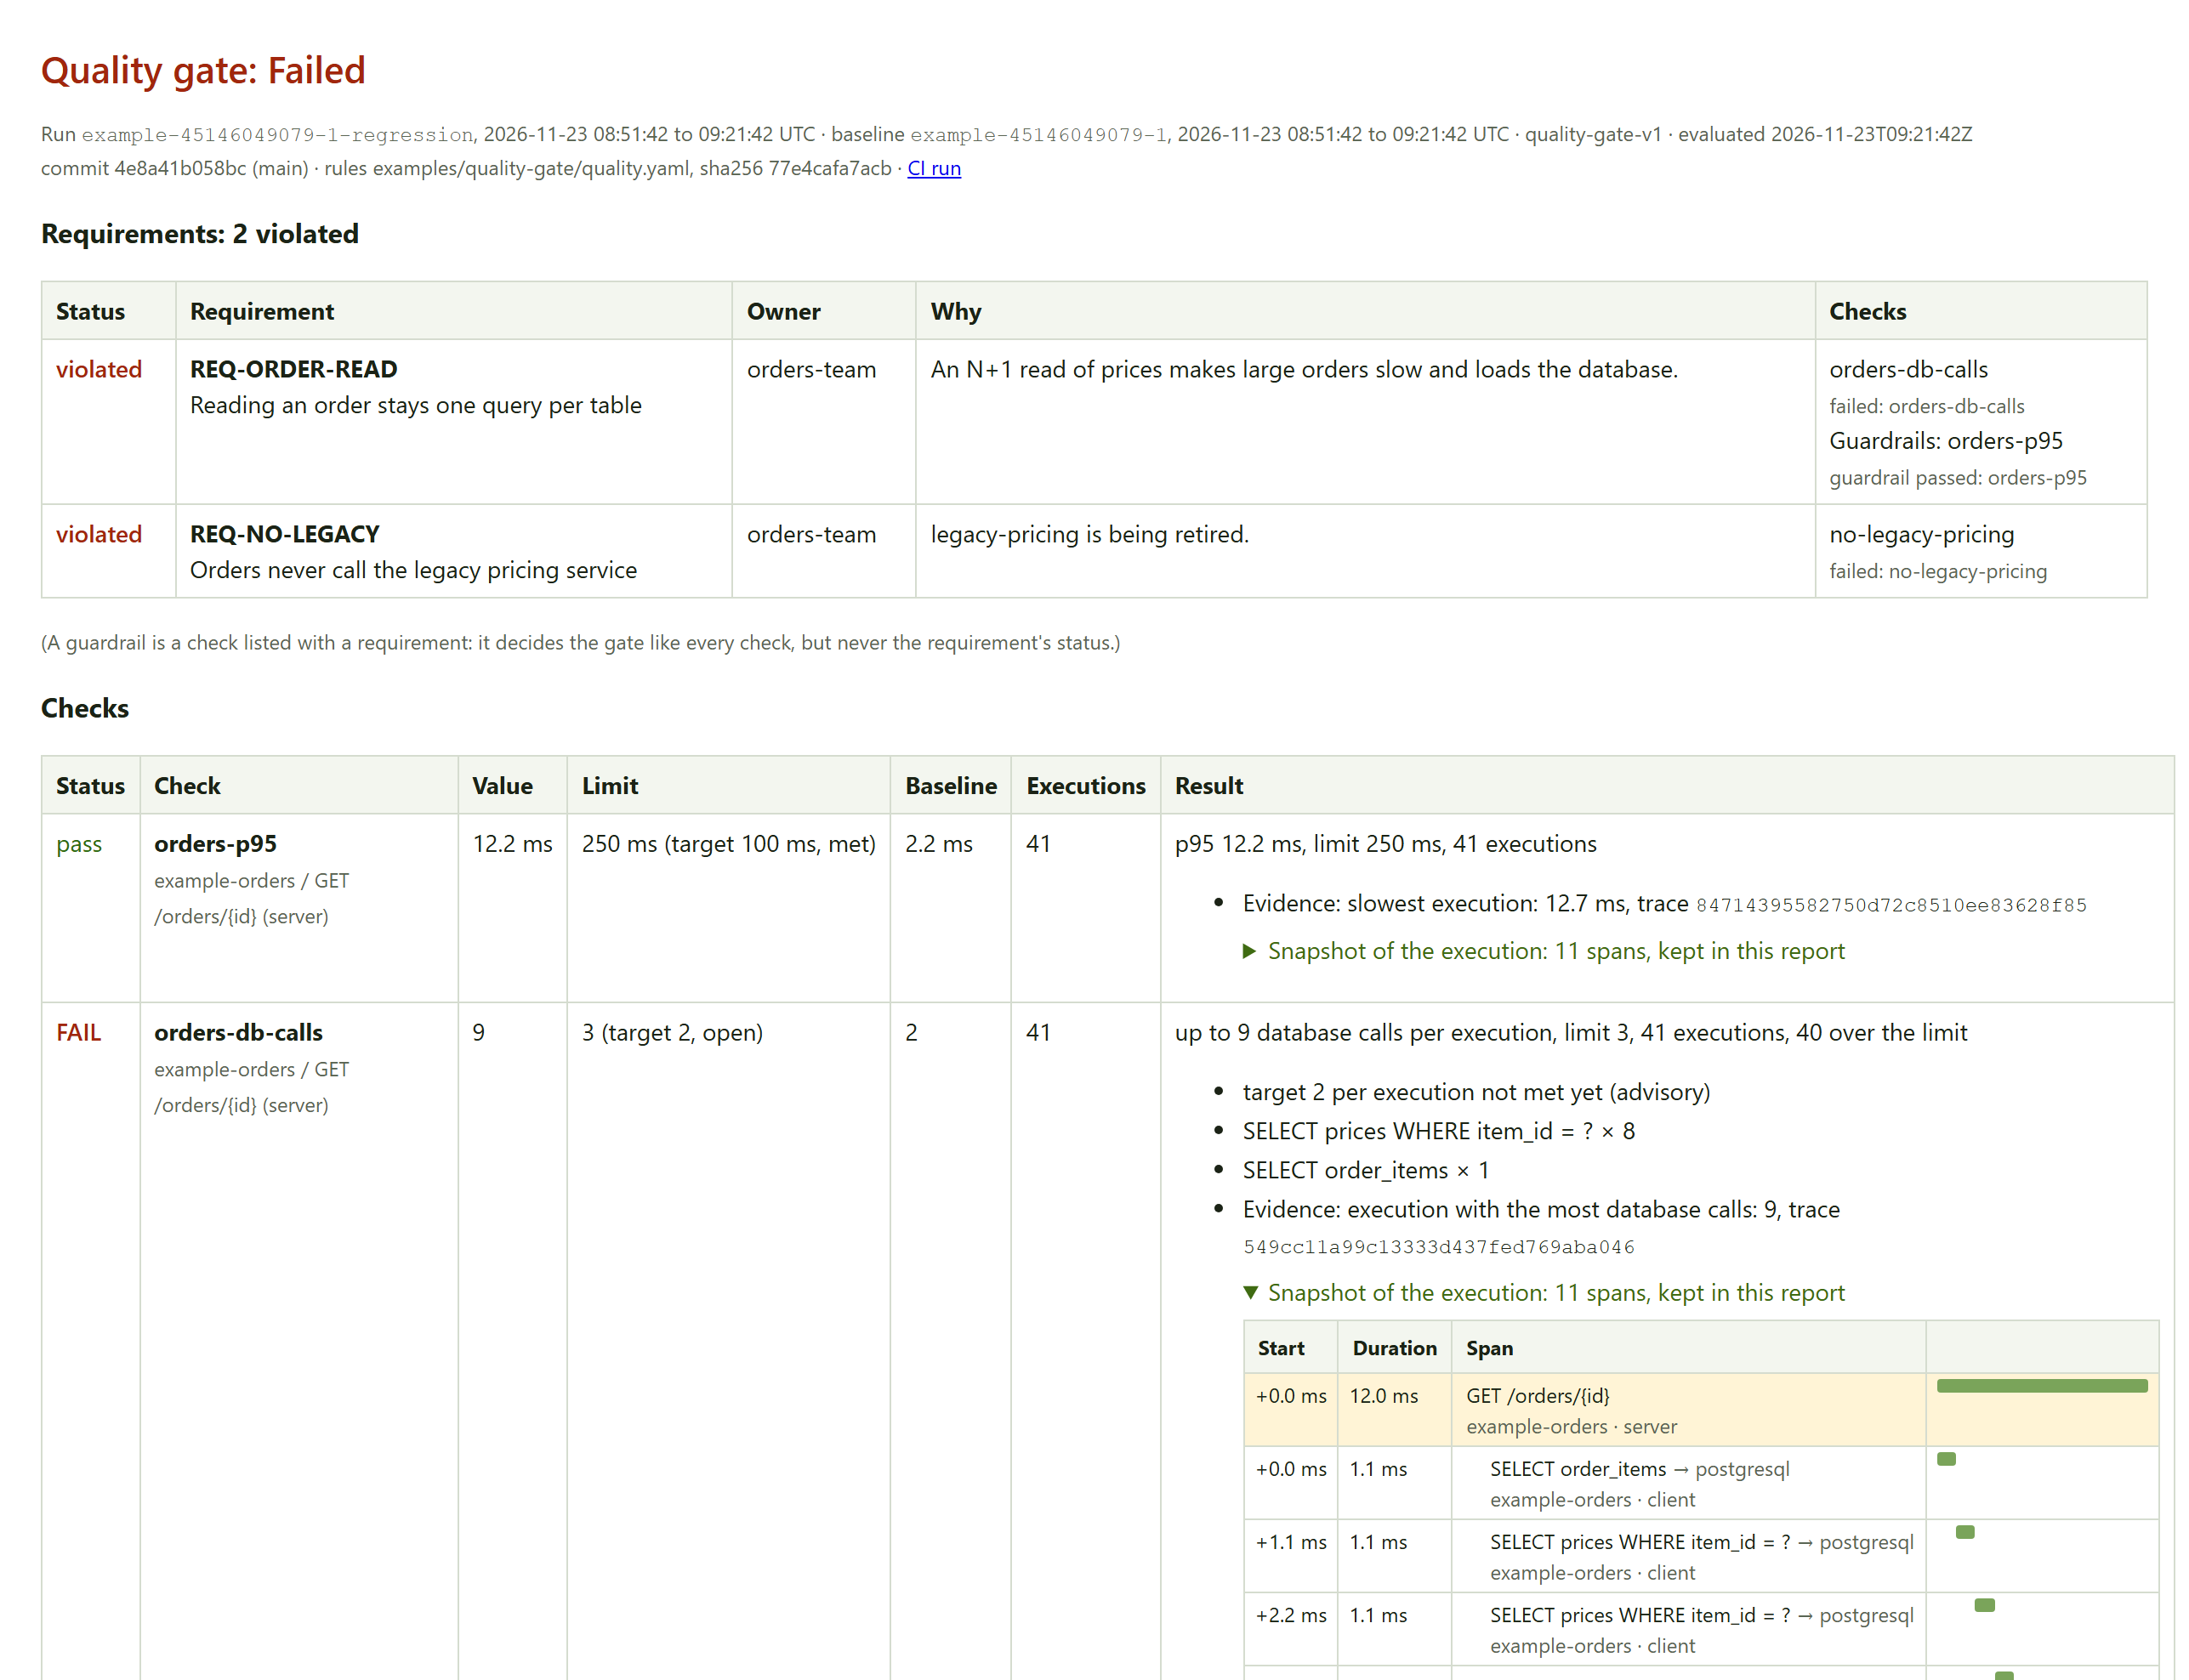 Quality gate: Failed
Run example-45146049079-1-regression, 2026-11-23 08:51:42 to 09:21:42 UTC · baseline example-45146049079-1, 2026-11-23 08:51:42 to 09:21:42 UTC · quality-gate-v1 · evaluated 2026-11-23T09:21:42Z
commit 4e8a41b058bc (main) · rules examples/quality-gate/quality.yaml, sha256 77e4cafa7acb · CI run
Requirements: 2 violated
Status Requirement Owner Why Checks
violated REQ-ORDER-READ orders-team An N+1 read of prices makes large orders slow and loads the database. orders-db-calls
Reading an order stays one query per table failed: orders-db-calls
Guardrails: orders-p95
guardrail passed: orders-p95
violated REQ-NO-LEGACY orders-team legacy-pricing is being retired. no-legacy-pricing
Orders never call the legacy pricing service failed: no-legacy-pricing
(A guardrail is a check listed with a requirement: it decides the gate like every check, but never the requirement's status.)
Checks
Status Check Value Limit Baseline Executions Result
pass orders-p95 12.2 ms 250 ms (target 100 ms, met) 2.2 ms 41 p95 12.2 ms, limit 250 ms, 41 executions
example-orders / GET
/orders/{id} (server)
• Evidence: slowest execution: 12.7 ms, trace 84714395582750d72c8510ee83628f85
▶ Snapshot of the execution: 11 spans, kept in this report
FAIL orders-db-calls 9 3 (target 2, open) 2 41 up to 9 database calls per execution, limit 3, 41 executions, 40 over the limit
example-orders / GET
/orders/{id} (server)
• target 2 per execution not met yet (advisory)
• SELECT prices WHERE item_id = ? × 8
• SELECT order_items × 1
• Evidence: execution with the most database calls: 9, trace
549cc11a99c13333d437fed769aba046
▼ Snapshot of the execution: 11 spans, kept in this report
Start Duration Span
+0.0 ms 12.0 ms GET /orders/{id}
example-orders · server
+0.0 ms 1.1 ms SELECT order_items → postgresql
example-orders · client
+1.1 ms 1.1 ms SELECT prices WHERE item_id = ? → postgresql
example-orders · client
+2.2 ms 1.1 ms SELECT prices WHERE item_id = ? → postgresql
example-orders · client